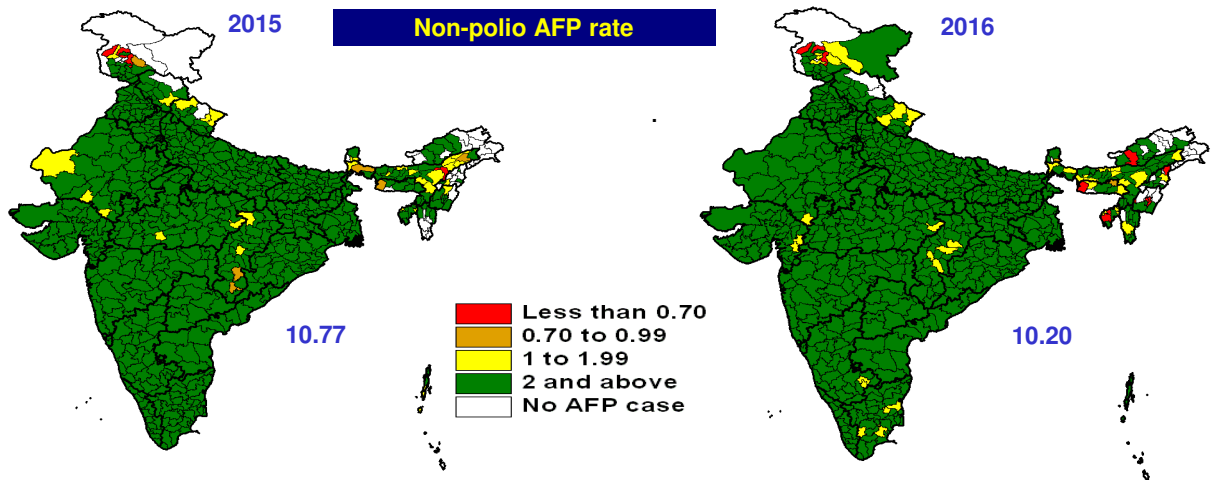 2015
Non-polio AFP rate
2016
10.77
Less than 0.70
0.70 to 0.99
1 to 1.99
2 and above
No AFP case
10.20